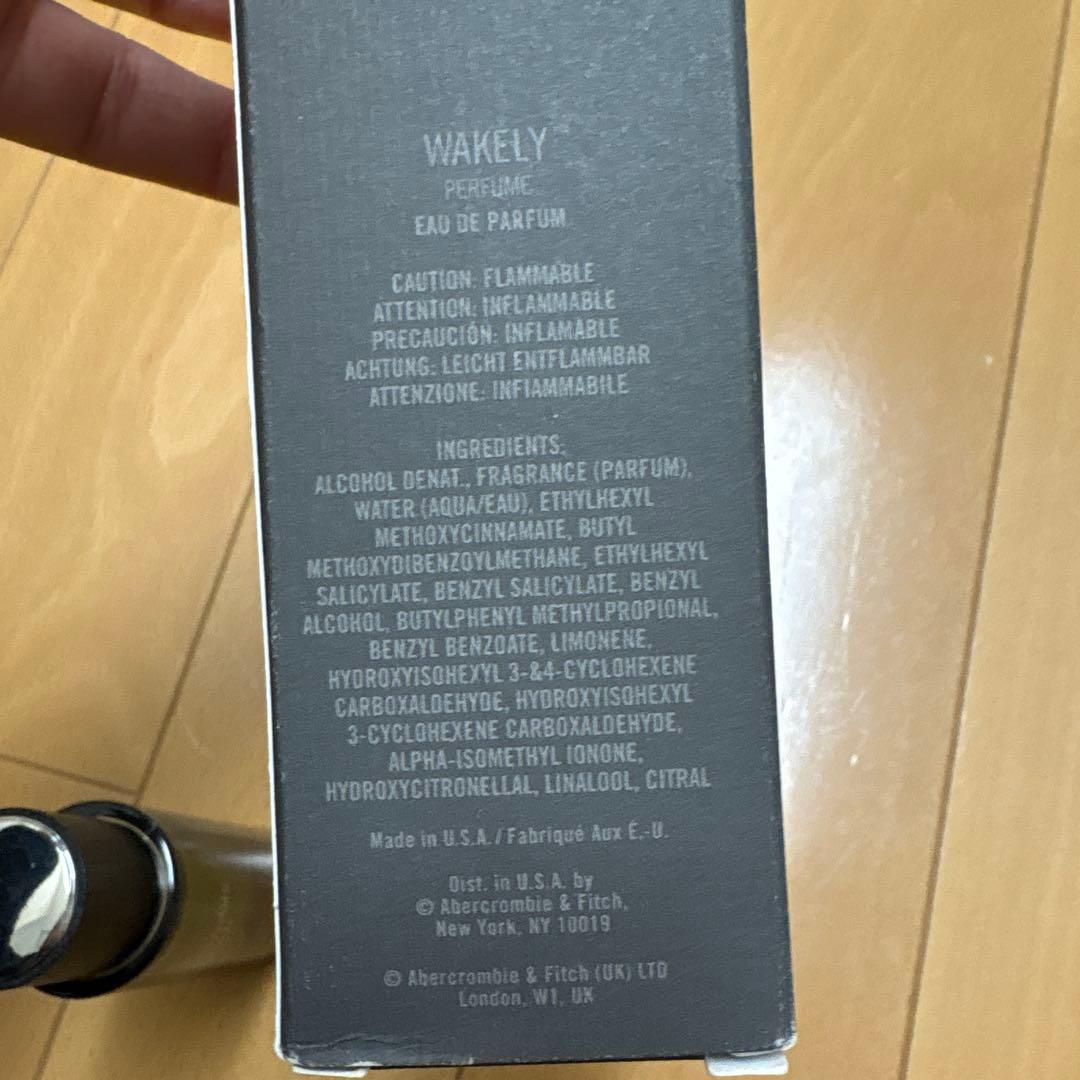 WAKELY
PERFUME
EAU DE PARFUM
CAUTION: FLAMMABLE
ATTENTION: INFLAMMABLE
PRECAUCIÓN: INFLAMABLE
ACHTUNG: LEICHT ENTFLAMMBAR
ATTENZIONE: INFIAMMABILE
INGREDIENTS:
ALCOHOL DENAT., FRAGRANCE (PARFUM),
WATER (AQUA/EAU), ETHYLHEXYL
METHOXYCINNAMATE, BUTYL
METHOXYDIBENZOYLMETHANE, ETHYLHEXYL
SALICYLATE, BENZYL SALICYLATE, BENZYL
ALCOHOL, BUTYLPHENYL METHYLPROPIONAL,
BENZYL BENZOATE, LIMONENE,
HYDROXYISOHEXYL 3-&4-CYCLOHEXENE
CARBOXALDEHYDE, HYDROXYISOHEXYL
3-CYCLOHEXENE CARBOXALDEHYDE,
ALPHA-ISOMETHYL IONONE,
HYDROXYCITRONELLAL, LINALOOL, CITRAL
Made in U.S.A. / Fabriqué Aux É.-U.
Dist. in U.S.A. by
© Abercrombie & Fitch,
New York, NY 10019
© Abercrombie & Fitch (UK) LTD
London, W1, UK